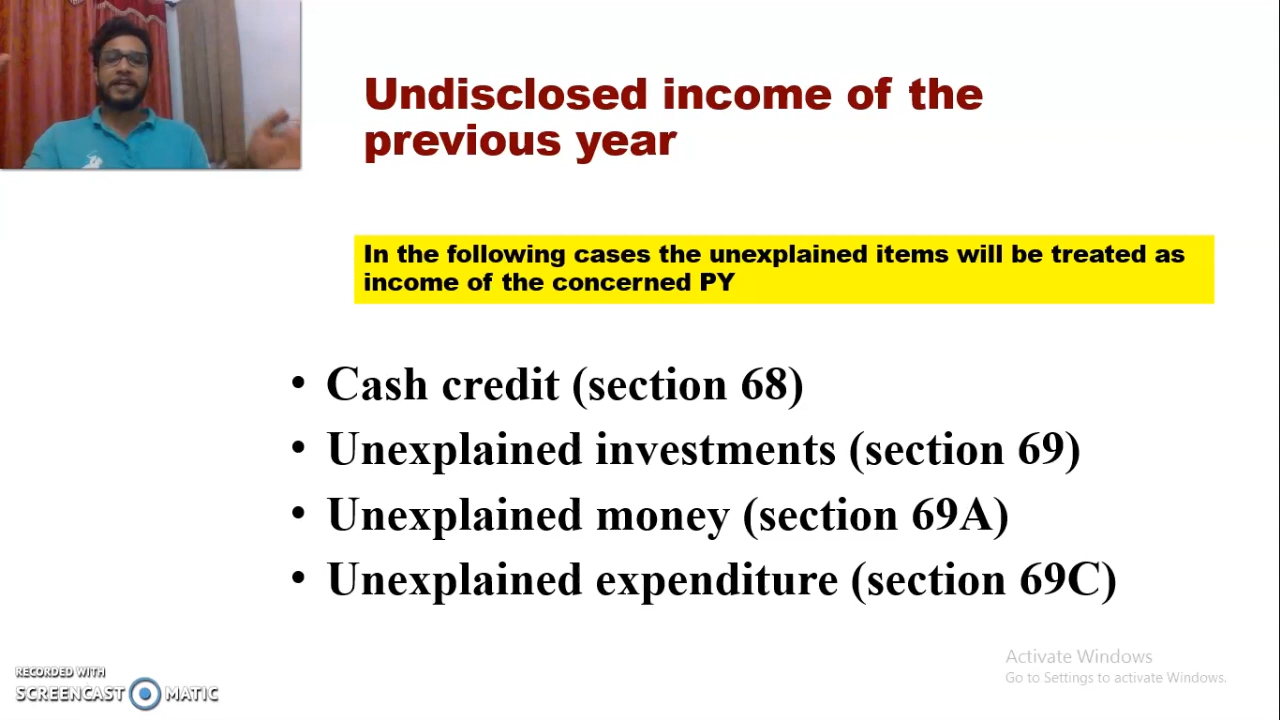 Undisclosed income of the
previous year
In the following cases the unexplained items will be treated as
income of the concerned PY
• Cash credit (section 68)
• Unexplained investments (section 69)
• Unexplained money (section 69A)
• Unexplained expenditure (section 69C)
Activate Windows
Go to Settings to activate Windows.
RECORDED WITH
SCREENCAST MATIC